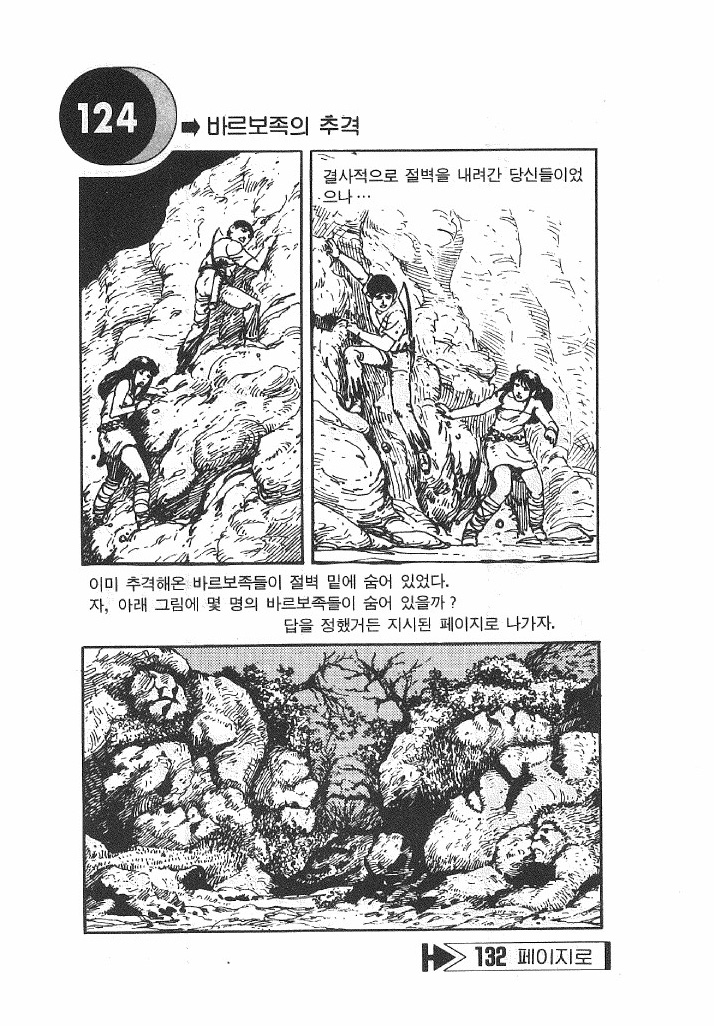 124
➡ 바르보족의 추격
결사적으로 절벽을 내려간 당신들이었
으나…
이미 추격해온 바르보족들이 절벽 밑에 숨어 있었다.
자, 아래 그림에 몇 명의 바르보족들이 숨어 있을까?
답을 정했거든 지시된 페이지로 나가자.
132 페이지로